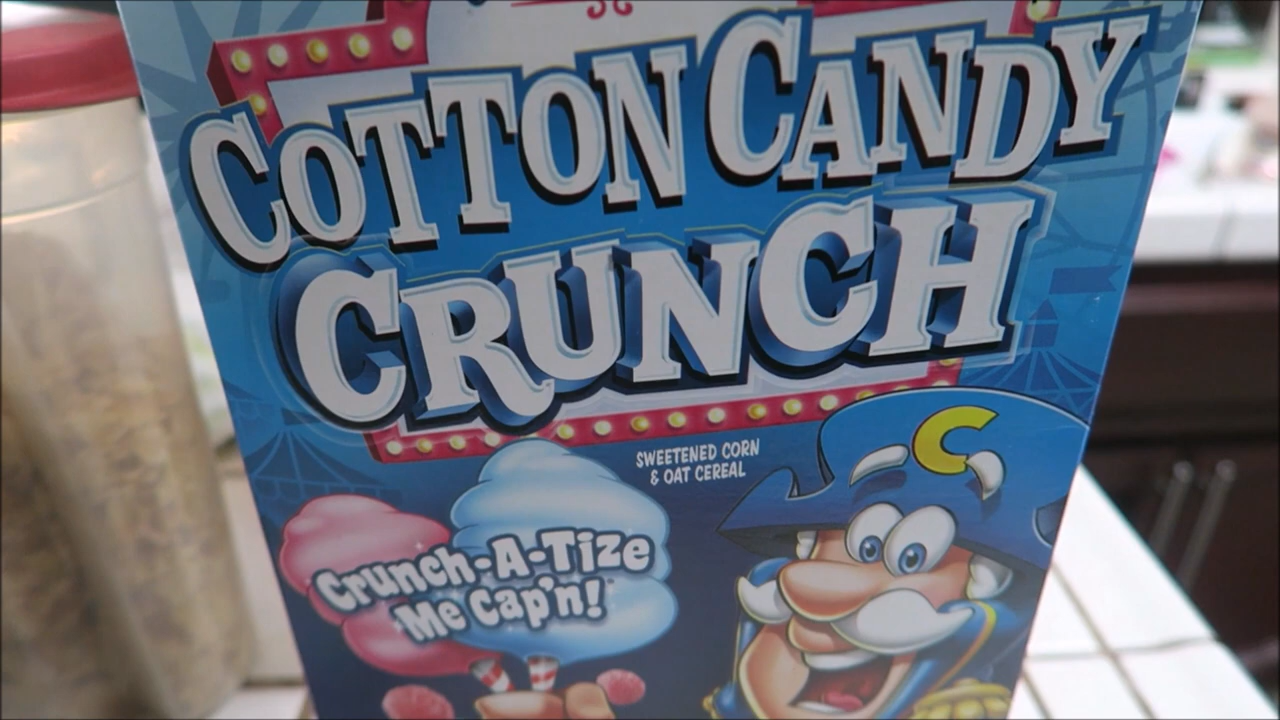 COTTON CANDY
CRUNCH
SWEETENED CORN
& OAT CEREAL
C
Crunch-A-Tize
Me Cap'n!